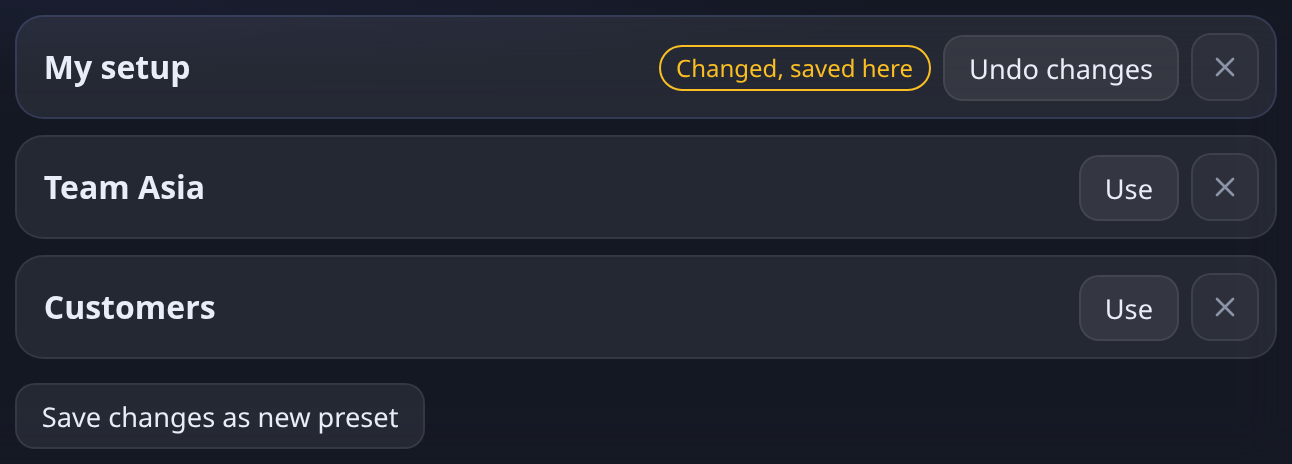 My setup
Changed, saved here
Undo changes
Team Asia
Use
Customers
Use
Save changes as new preset